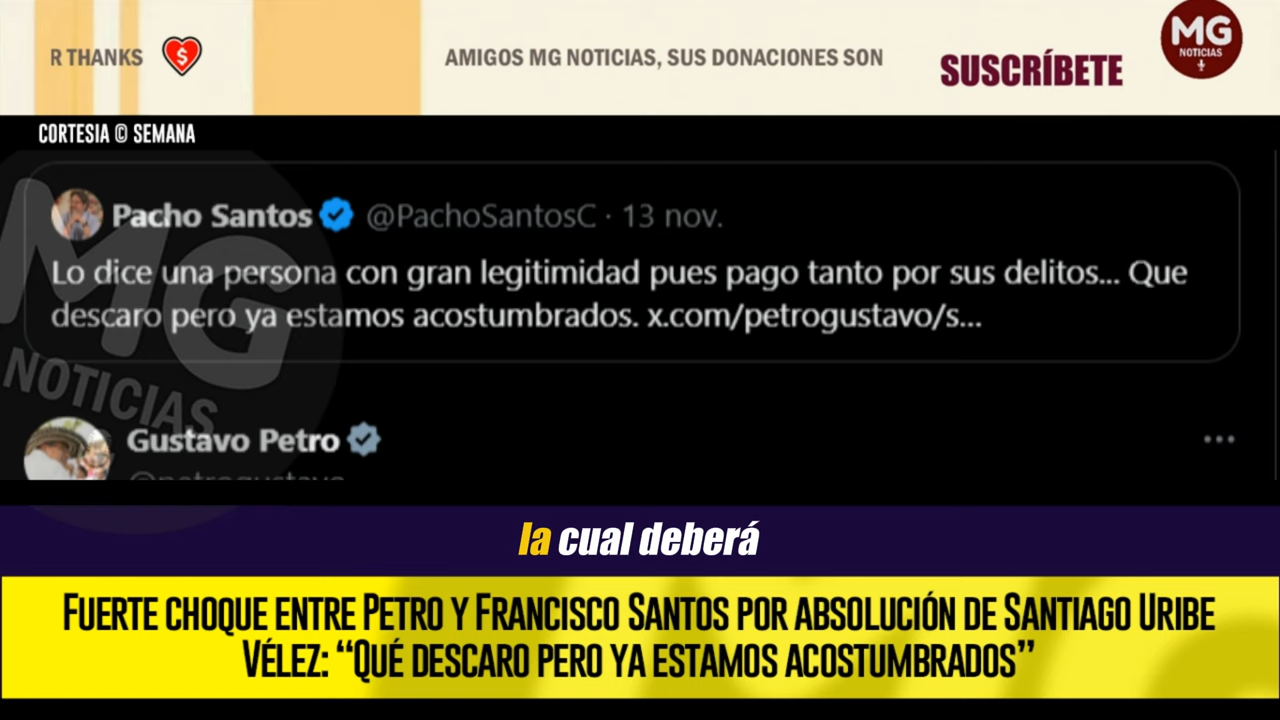 R THANKS
AMIGOS MG NOTICIAS, SUS DONACIONES SON
SUSCRÍBETE
MG
NOTICIAS
CORTESIA © SEMANA
Pacho Santos @PachoSantosC · 13 nov.
Lo dice una persona con gran legitimidad pues pago tanto por sus delitos... Que
descaro pero ya estamos acostumbrados. x.com/petrogustavo/s...
MG
NOTICIAS
Gustavo Petro
@petrogustavo
la cual deberá
FUERTE CHOQUE ENTRE PETRO Y FRANCISCO SANTOS POR ABSOLUCIÓN DE SANTIAGO URIBE
VÉLEZ: “QUÉ DESCARO PERO YA ESTAMOS ACOSTUMBRADOS”